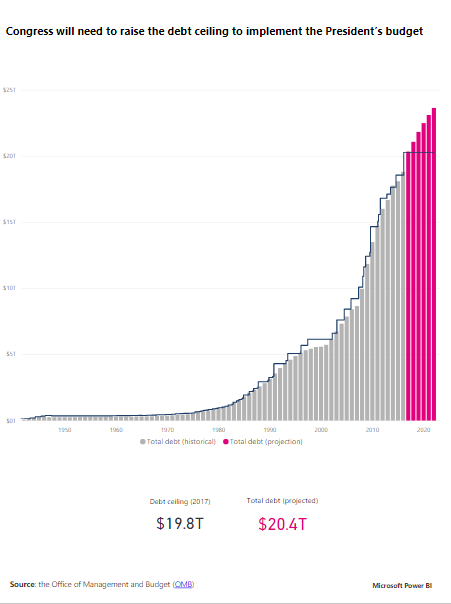 Congress will need to raise the debt ceiling to implement the President's budget
$25T
$20T
$15T
$10T
$5T
$0T
1950 1960 1970 1980 1990 2000 2010 2020
Total debt (historical) Total debt (projection)
Debt ceiling (2017) Total debt (projected)
$19.8T $20.4T
Source: the Office of Management and Budget (OMB) Microsoft Power BI